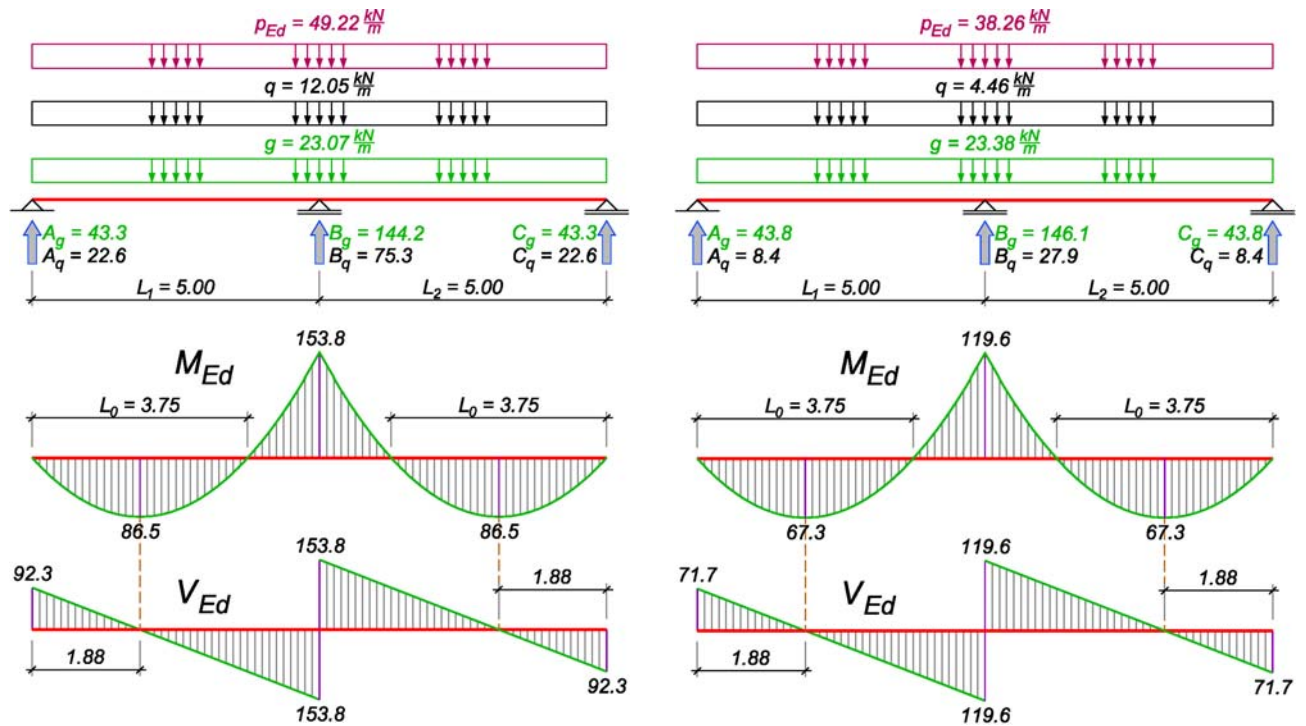 p_Ed = 49.22 kN/m
q = 12.05 kN/m
g = 23.07 kN/m
A_g = 43.3 B_g = 144.2 C_g = 43.3
A_q = 22.6 B_q = 75.3 C_q = 22.6
L_1 = 5.00 L_2 = 5.00
153.8
M_Ed
L_0 = 3.75 L_0 = 3.75
86.5 86.5
153.8
92.3 1.88
V_Ed
1.88
92.3
153.8
p_Ed = 38.26 kN/m
q = 4.46 kN/m
g = 23.38 kN/m
A_g = 43.8 B_g = 146.1 C_g = 43.8
A_q = 8.4 B_q = 27.9 C_q = 8.4
L_1 = 5.00 L_2 = 5.00
119.6
M_Ed
L_0 = 3.75 L_0 = 3.75
67.3 67.3
119.6
71.7 1.88
V_Ed
1.88
71.7
119.6